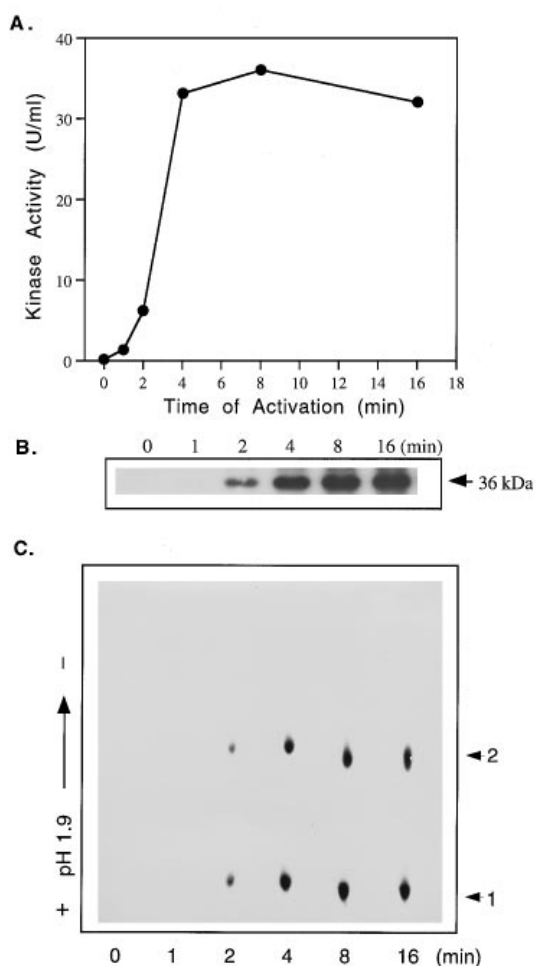 A.
40
30
20
10
0
Kinase Activity (U/ml)
0 2 4 6 8 10 12 14 16 18
Time of Activation (min)
B.
0 1 2 4 8 16 (min)
36 kDa
C.
+ pH 1.9 −
2
1
0 1 2 4 8 16 (min)